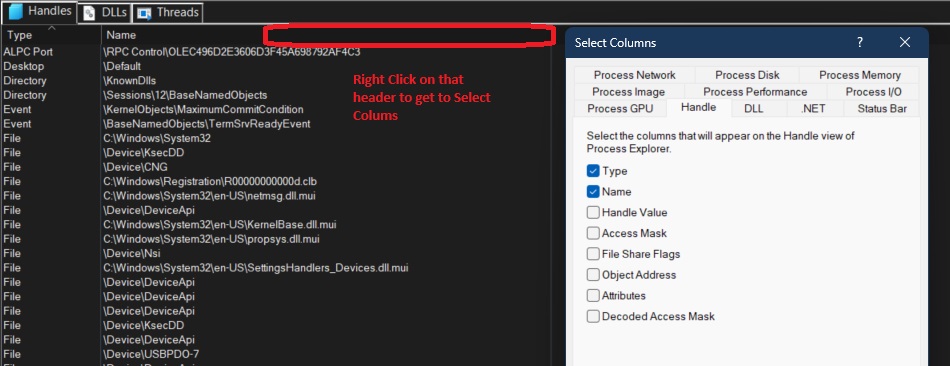 Handles DLLs Threads
Type Name
ALPC Port \RPC Control\OLEC496D2E3606D3F45A698792AF4C3
Desktop \Default
Directory \KnownDlls
Directory \Sessions\12\BaseNamedObjects
Event \KernelObjects\MaximumCommitCondition
Event \BaseNamedObjects\TermSrvReadyEvent
File C:\Windows\System32
File \Device\KsecDD
File \Device\CNG
File C:\Windows\Registration\R00000000000d.clb
File C:\Windows\System32\en-US\netmsg.dll.mui
File \Device\DeviceApi
File C:\Windows\System32\en-US\KernelBase.dll.mui
File C:\Windows\System32\en-US\propsys.dll.mui
File \Device\Nsi
File C:\Windows\System32\en-US\SettingsHandlers_Devices.dll.mui
File \Device\DeviceApi
File \Device\DeviceApi
File \Device\DeviceApi
File \Device\KsecDD
File \Device\DeviceApi
File \Device\USBPDO-7
File \Device\DeviceApi
Right Click on that
header to get to Select
Colums
Select Columns
?
Process Network Process Disk Process Memory
Process Image Process Performance Process I/O
Process GPU Handle DLL .NET Status Bar
Select the columns that will appear on the Handle view of
Process Explorer.
Type
Name
Handle Value
Access Mask
File Share Flags
Object Address
Attributes
Decoded Access Mask